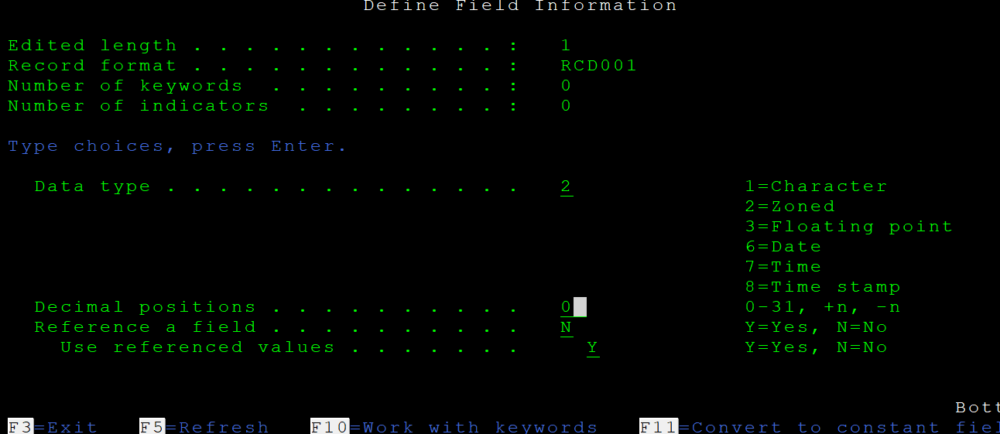 Define Field Information
Edited length . . . . . . . . . . . . . : 1
Record format . . . . . . . . . . . . . : RCD001
Number of keywords . . . . . . . . . . : 0
Number of indicators . . . . . . . . . : 0
Type choices, press Enter.
Data type . . . . . . . . . . . . . . 2 1=Character
2=Zoned
3=Floating point
6=Date
7=Time
8=Time stamp
Decimal positions . . . . . . . . . . 0 0-31, +n, -n
Reference a field . . . . . . . . . . N Y=Yes, N=No
Use referenced values . . . . . . . Y Y=Yes, N=No
Bott
F3=Exit F5=Refresh F10=Work with keywords F11=Convert to constant fiel